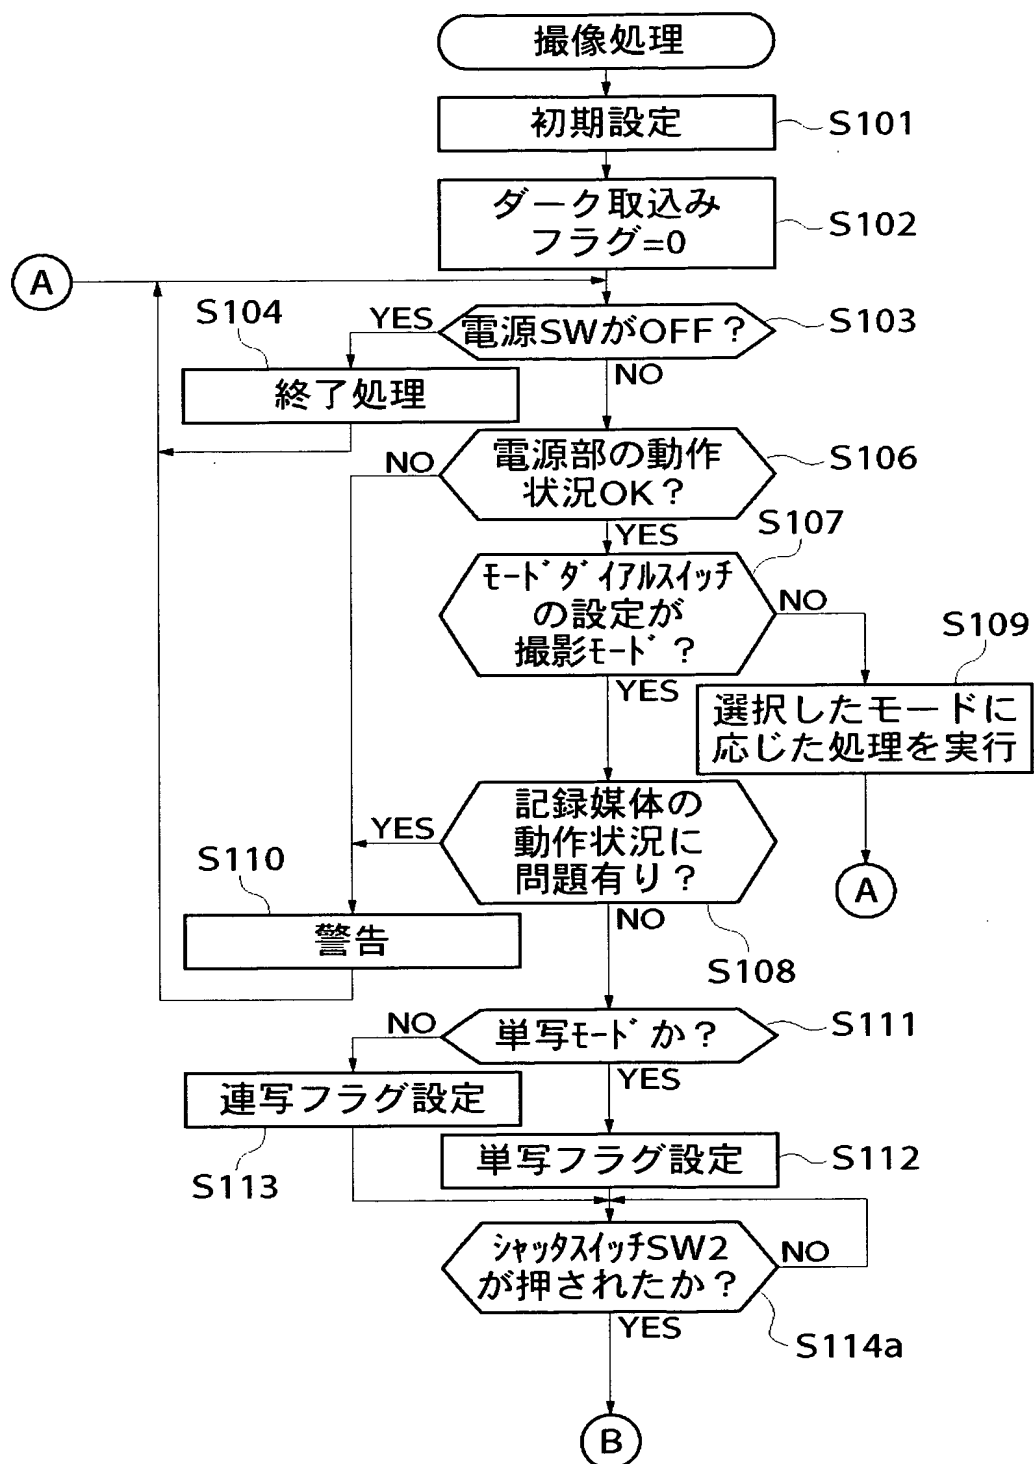 撮像処理
初期設定
S101
ダーク取込み
フラグ=0
S102
A
S104
YES
電源SWがOFF？
S103
NO
終了処理
NO
電源部の動作
状況OK？
S106
YES
S107
ﾓｰﾄﾞﾀﾞｲｱﾙｽｲｯﾁ
の設定が
撮影ﾓｰﾄﾞ？
NO
S109
YES
選択したモードに
応じた処理を実行
YES
記録媒体の
動作状況に
問題有り？
S110
A
NO
警告
S108
NO
単写ﾓｰﾄﾞか？
S111
YES
連写フラグ設定
S113
単写フラグ設定
S112
ｼｬｯﾀｽｲｯﾁSW2
が押されたか？
NO
YES
S114a
B